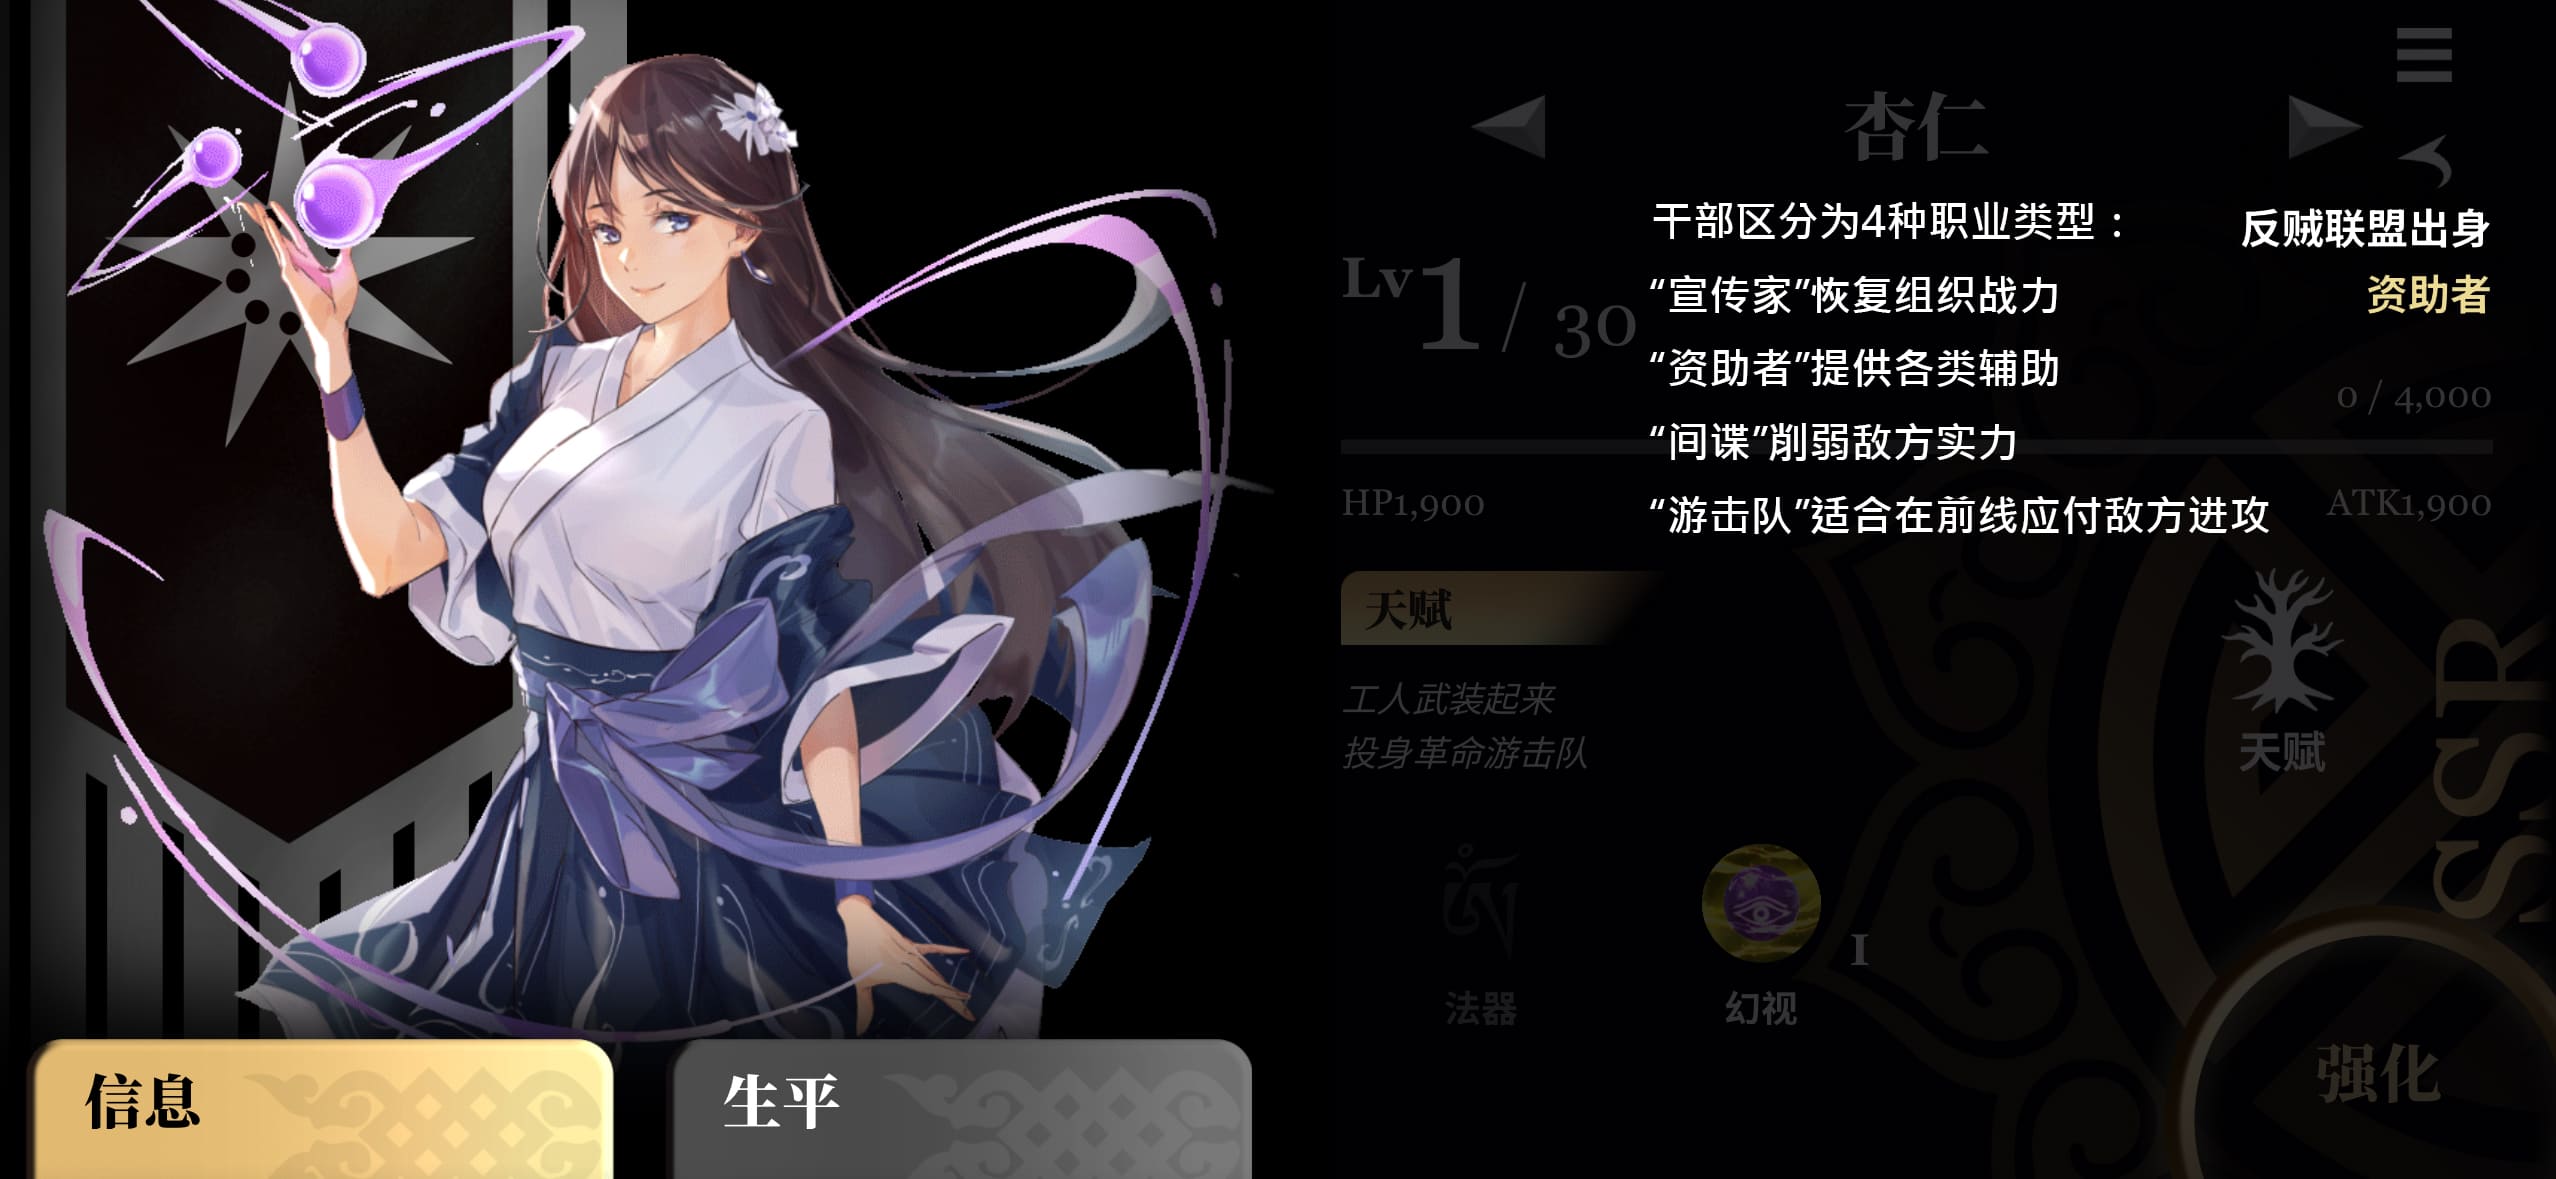 杏仁
干部区分为4种职业类型：
“宣传家”恢复组织战力
“资助者”提供各类辅助
“间谍”削弱敌方实力
“游击队”适合在前线应付敌方进攻
反贼联盟出身
资助者
Lv1 / 30
0 / 4,000
HP1,900
ATK1,900
天赋
工人武装起来
投身革命游击队
天赋
SSR
法器
幻视
I
强化
信息
生平